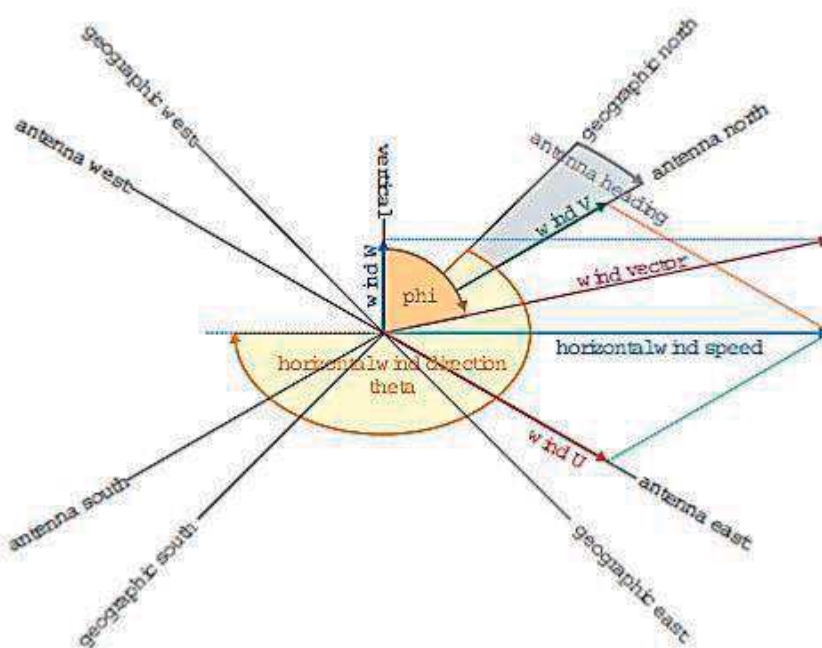 geographic west
geographic north
antenna west
antenna north
vertical
antenna heading
wind V
wind W
wind vector
phi
horizontal wind speed
horizontal wind direction
theta
wind U
antenna south
antenna east
geographic south
geographic east